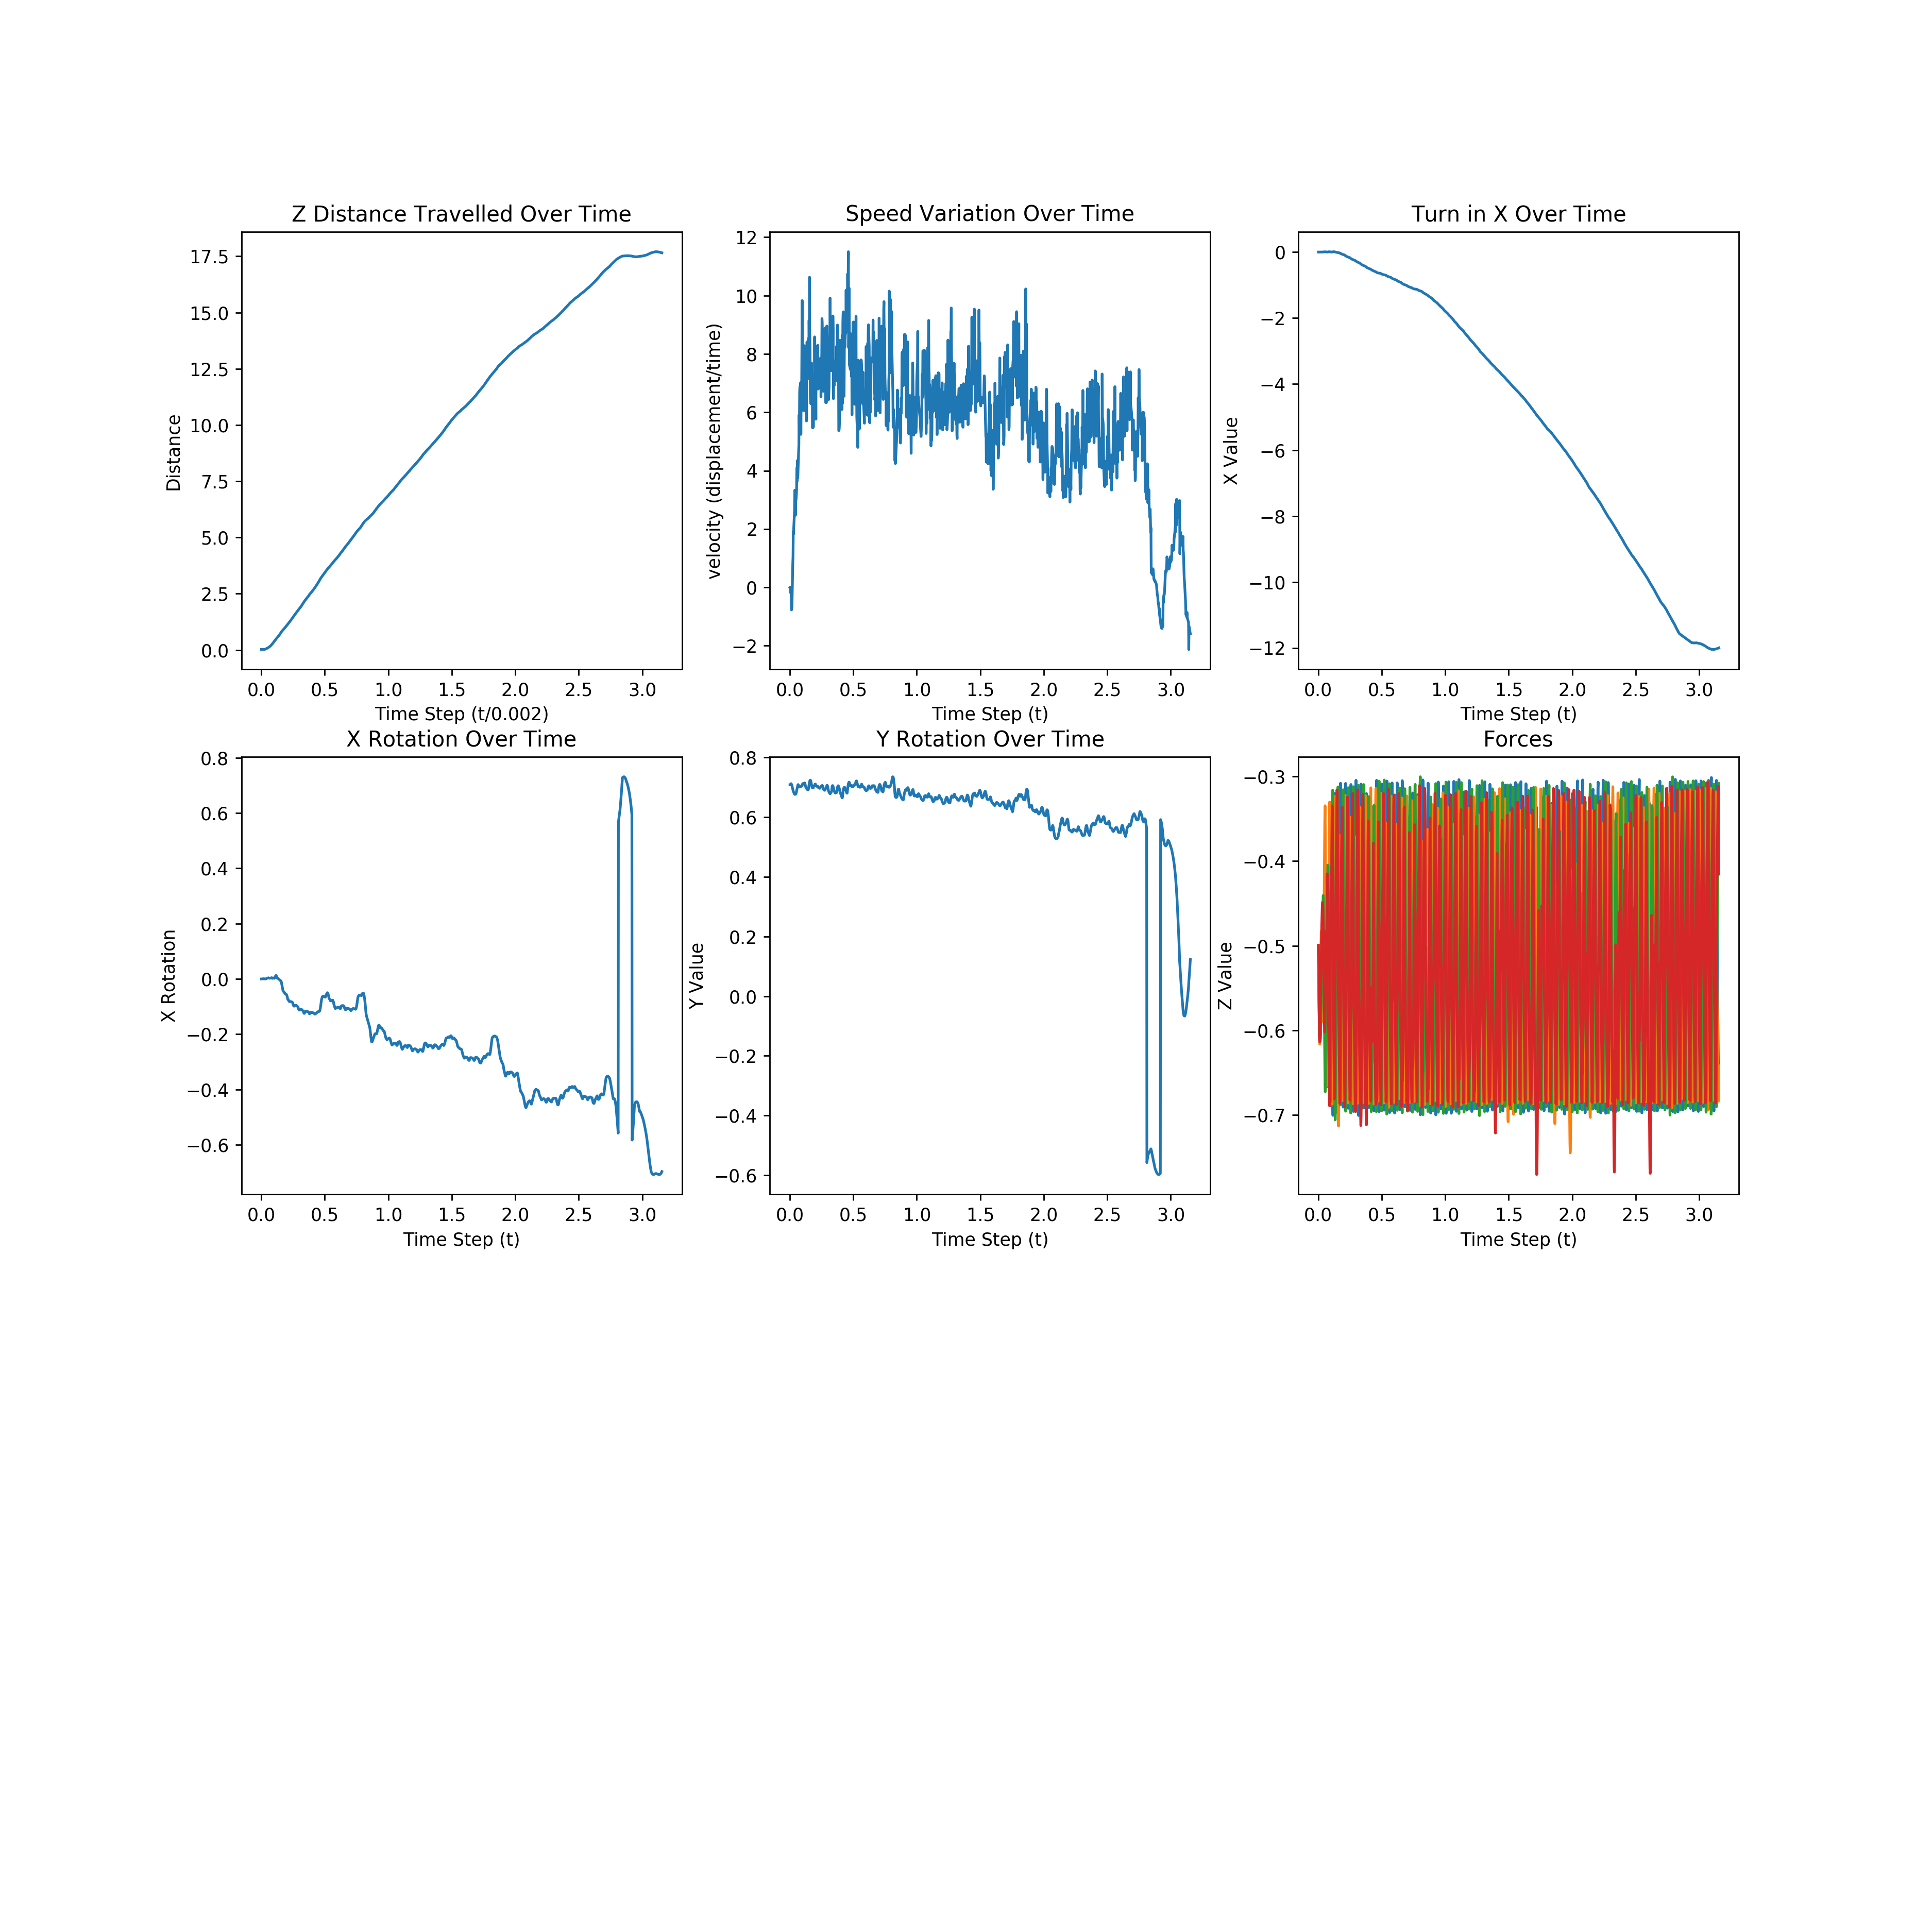 Z Distance Travelled Over Time
Distance
17.5
15.0
12.5
10.0
7.5
5.0
2.5
0.0
0.0 0.5 1.0 1.5 2.0 2.5 3.0
Time Step (t/0.002)
Speed Variation Over Time
velocity (displacement/time)
12
10
8
6
4
2
0
−2
0.0 0.5 1.0 1.5 2.0 2.5 3.0
Time Step (t)
Turn in X Over Time
X Value
0
−2
−4
−6
−8
−10
−12
0.0 0.5 1.0 1.5 2.0 2.5 3.0
Time Step (t)
X Rotation Over Time
X Rotation
0.8
0.6
0.4
0.2
0.0
−0.2
−0.4
−0.6
0.0 0.5 1.0 1.5 2.0 2.5 3.0
Time Step (t)
Y Rotation Over Time
Y Value
0.8
0.6
0.4
0.2
0.0
−0.2
−0.4
−0.6
0.0 0.5 1.0 1.5 2.0 2.5 3.0
Time Step (t)
Forces
Z Value
−0.3
−0.4
−0.5
−0.6
−0.7
0.0 0.5 1.0 1.5 2.0 2.5 3.0
Time Step (t)